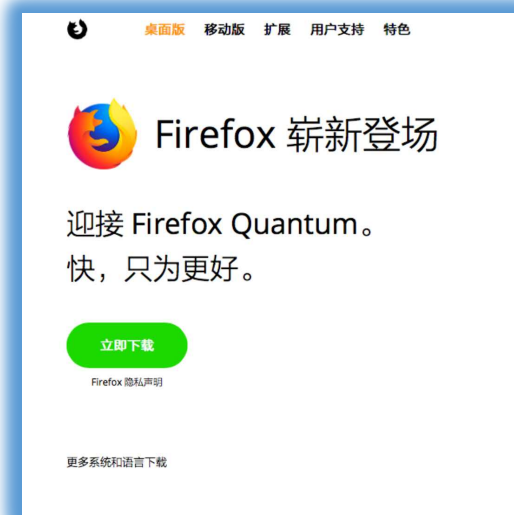 桌面版 移动版 扩展 用户支持 特色
Firefox 崭新登场
迎接 Firefox Quantum。
快，只为更好。
立即下载
Firefox 隐私声明
更多系统和语言下载